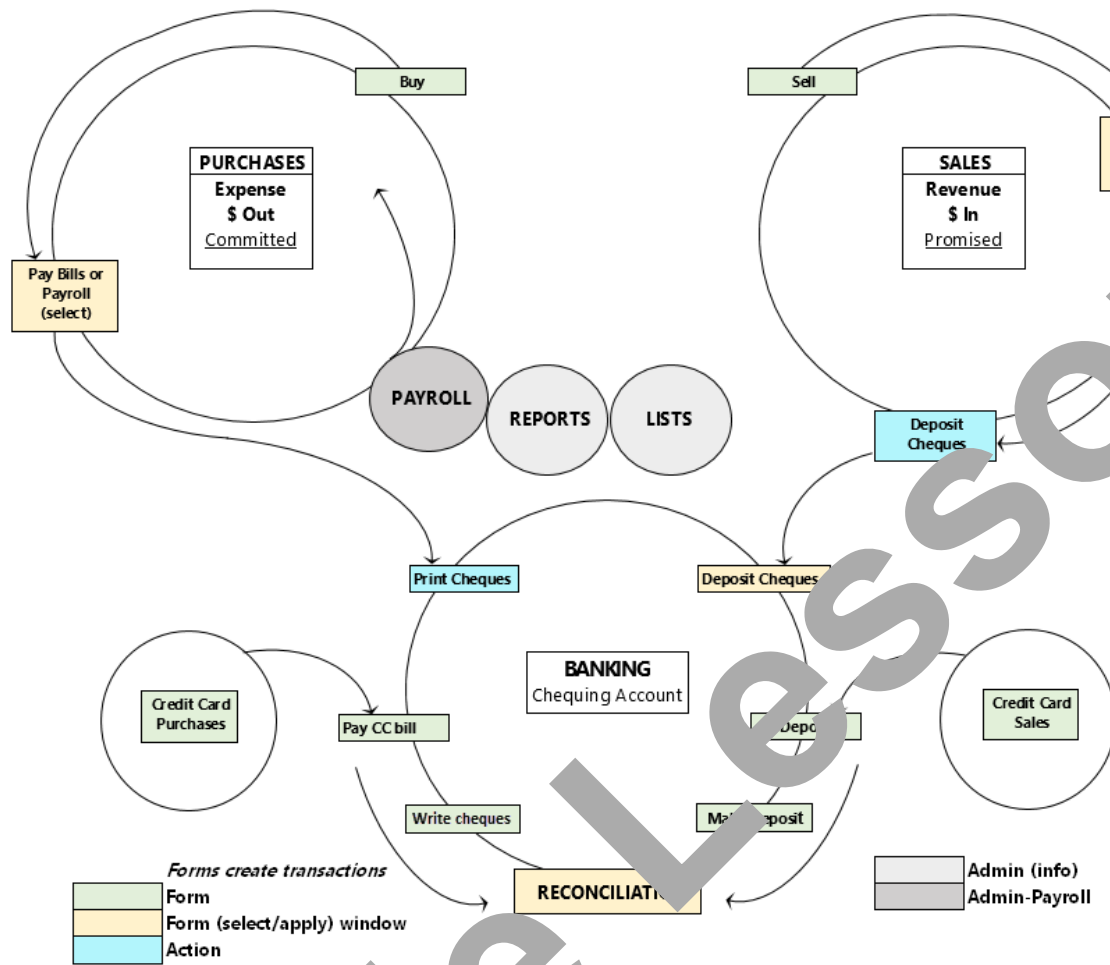 Buy
Sell
PURCHASES
Expense
$ Out
Committed
SALES
Revenue
$ In
Promised
Pay Bills or
Payroll
(select)
PAYROLL
REPORTS
LISTS
Deposit
Cheques
Print Cheques
Deposit Cheques
BANKING
Chequing Account
Credit Card
Purchases
Pay CC bill
Credit Card
Sales
Write cheques
Forms create transactions
Form
Form (select/apply) window
Action
Admin (info)
Admin-Payroll